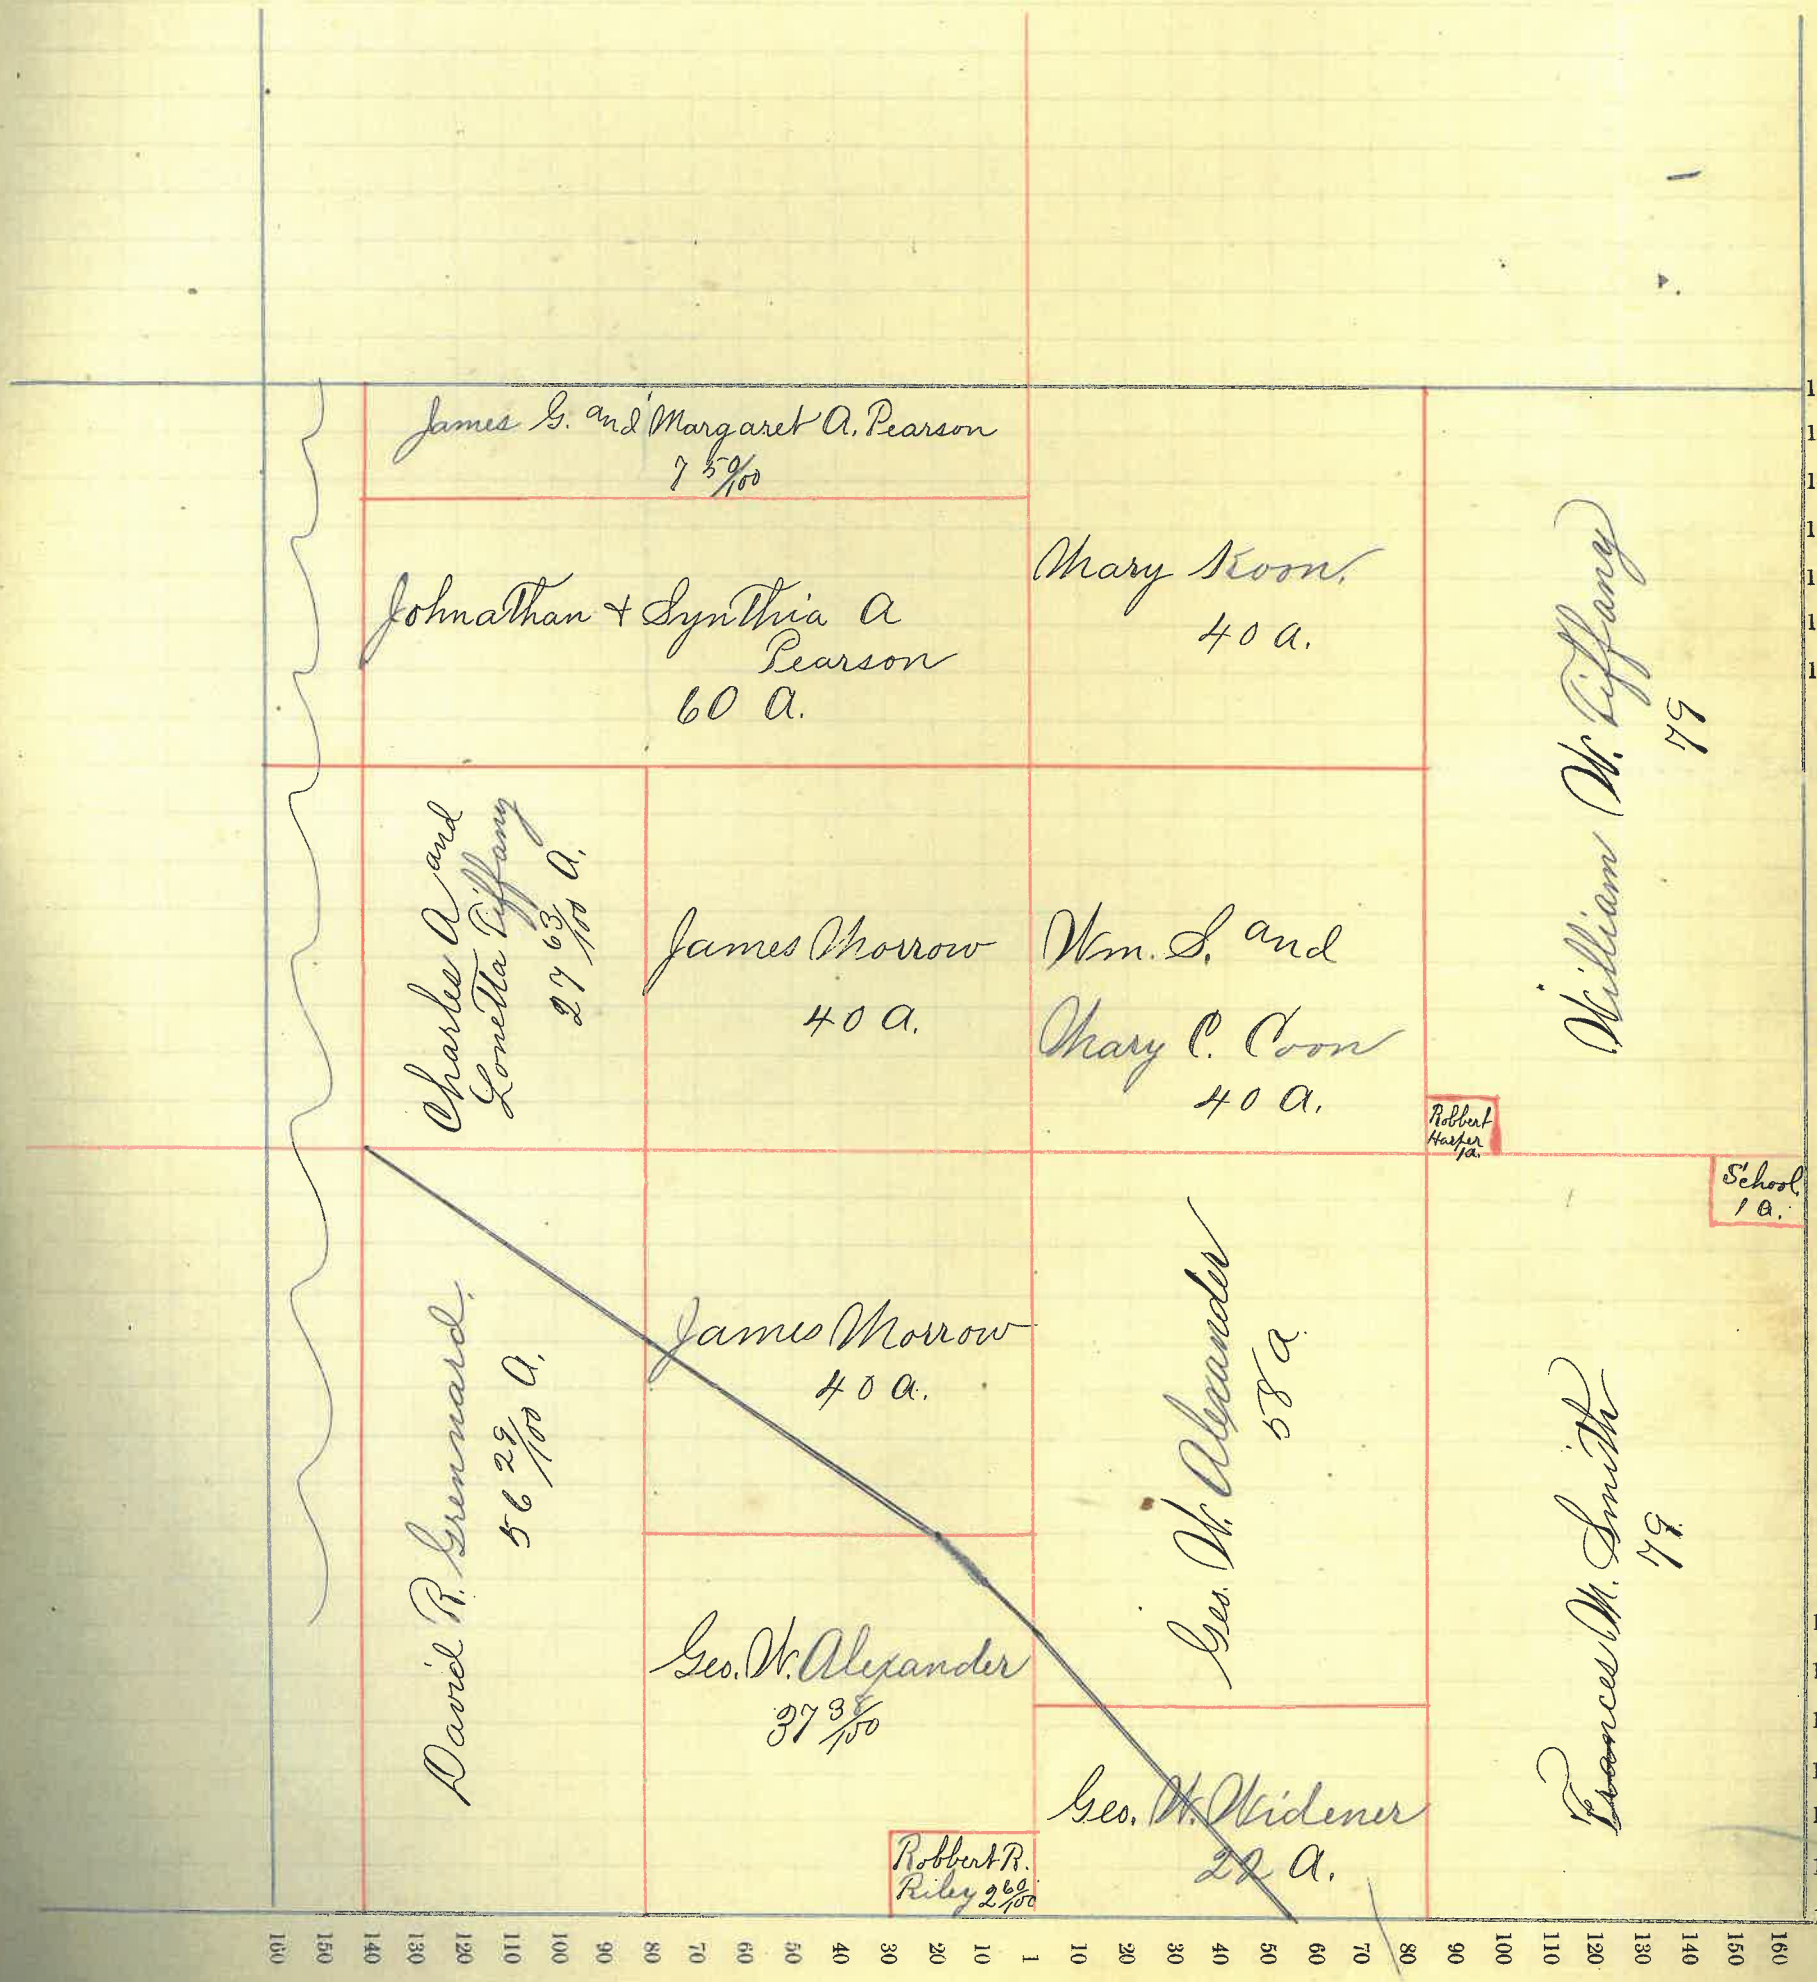 James G. and Margaret A. Pearson
7 50/100
Johnathan + Synthia A
Pearson
60 A.
Mary Koon.
40 A.
William W. Tiffany
79
Charles A and
Lonetta Tiffany
27 63/100 A.
James Morrow
40 A.
Wm. S. and
Mary C. Coon
40 A.
Robbert
Harper
1a.
School
1 a.
David R. Grennard.
56 29/100 A.
James Morrow
40 a.
Geo. W. Alexander
58 a
Frances M. Smith
79.
Geo. W. Alexander
37 38/100
Robbert R.
Riley 2 60/100
Geo. W. Widener
22 A.
160 150 140 130 120 110 100 90 80 70 60 50 40 30 20 10 1 10 20 30 40 50 60 70 80 90 100 110 120 130 140 150 160